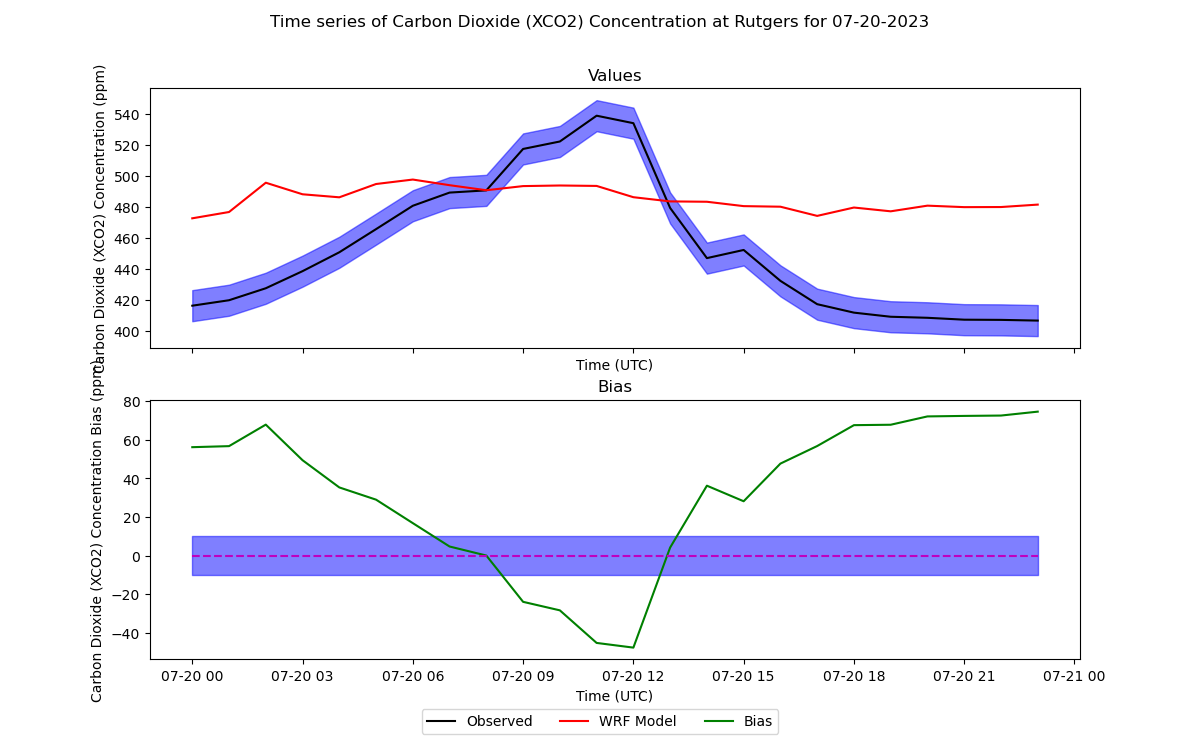 Time series of Carbon Dioxide (XCO2) Concentration at Rutgers for 07-20-2023
Values
Carbon Dioxide (XCO2) Concentration (ppm)
540
520
500
480
460
440
420
400
Time (UTC)
Bias
Carbon Dioxide (XCO2) Concentration Bias (ppm)
80
60
40
20
0
−20
−40
07-20 00 07-20 03 07-20 06 07-20 09 07-20 12 07-20 15 07-20 18 07-20 21 07-21 00
Time (UTC)
Observed WRF Model Bias